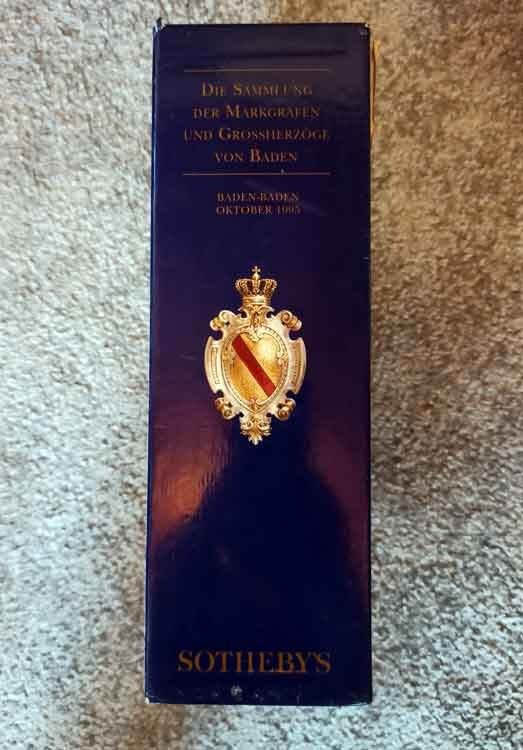 DIE SAMMLUNG
DER MARKGRAFEN
UND GROSSHERZÖGE
VON BADEN
BADEN-BADEN
OKTOBER 1995
SOTHEBY'S